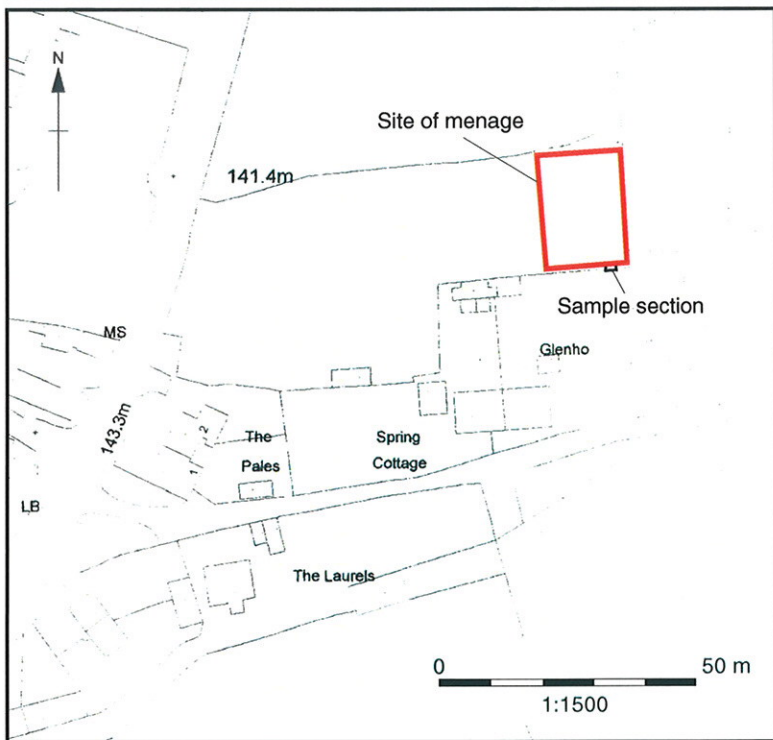 N
Site of menage
141.4m
Sample section
MS
Glenho
143.3m
2
The
Pales
Spring
Cottage
1
LB
The Laurels
0
50 m
1:1500